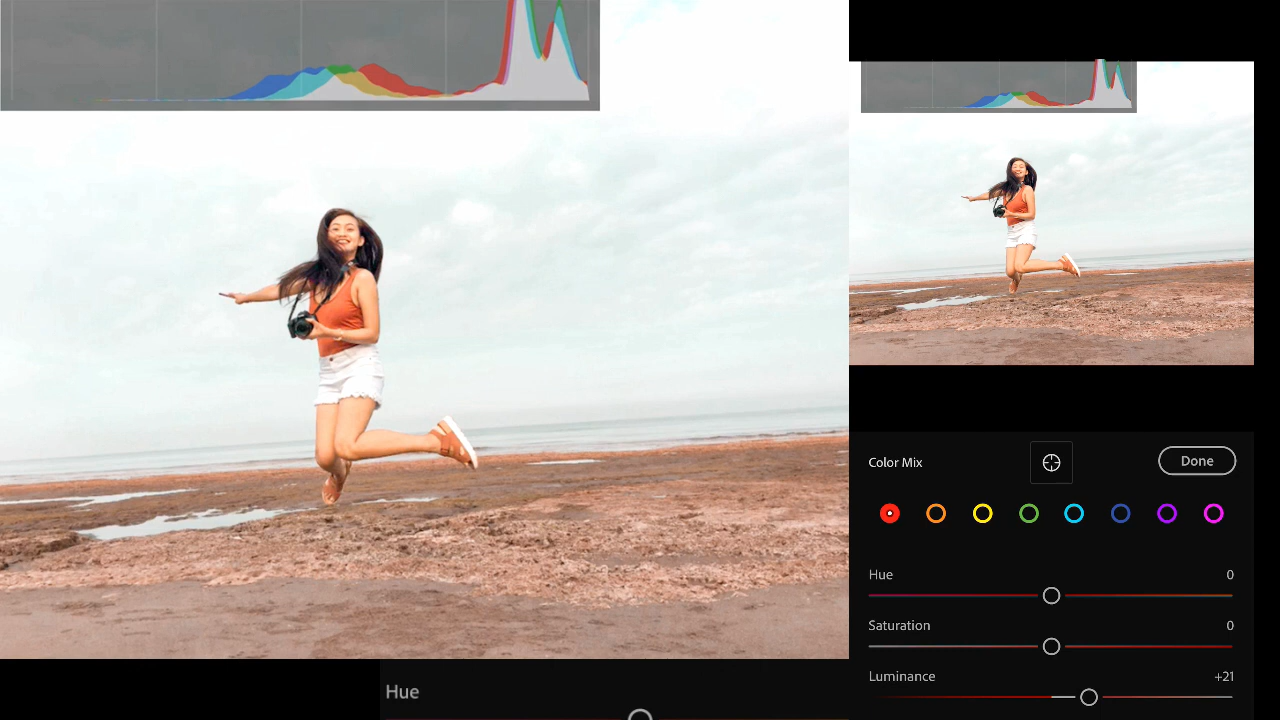 Color Mix
Done
Hue 0
Saturation 0
Luminance +21
Hue